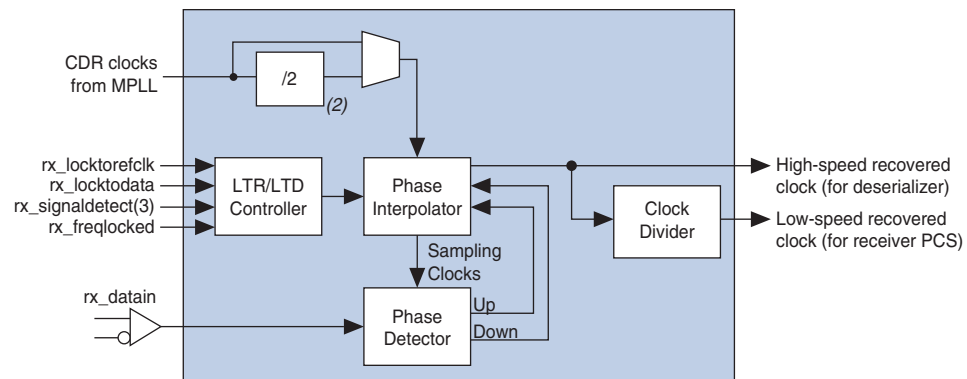 CDR clocks
from MPLL
/2
(2)
rx_locktorefclk
rx_locktodata
rx_signaldetect(3)
rx_freqlocked
LTR/LTD
Controller
Phase
Interpolator
High-speed recovered
clock (for deserializer)
Clock
Divider
Low-speed recovered
clock (for receiver PCS)
Sampling
Clocks
rx_datain
Phase
Detector
Up
Down